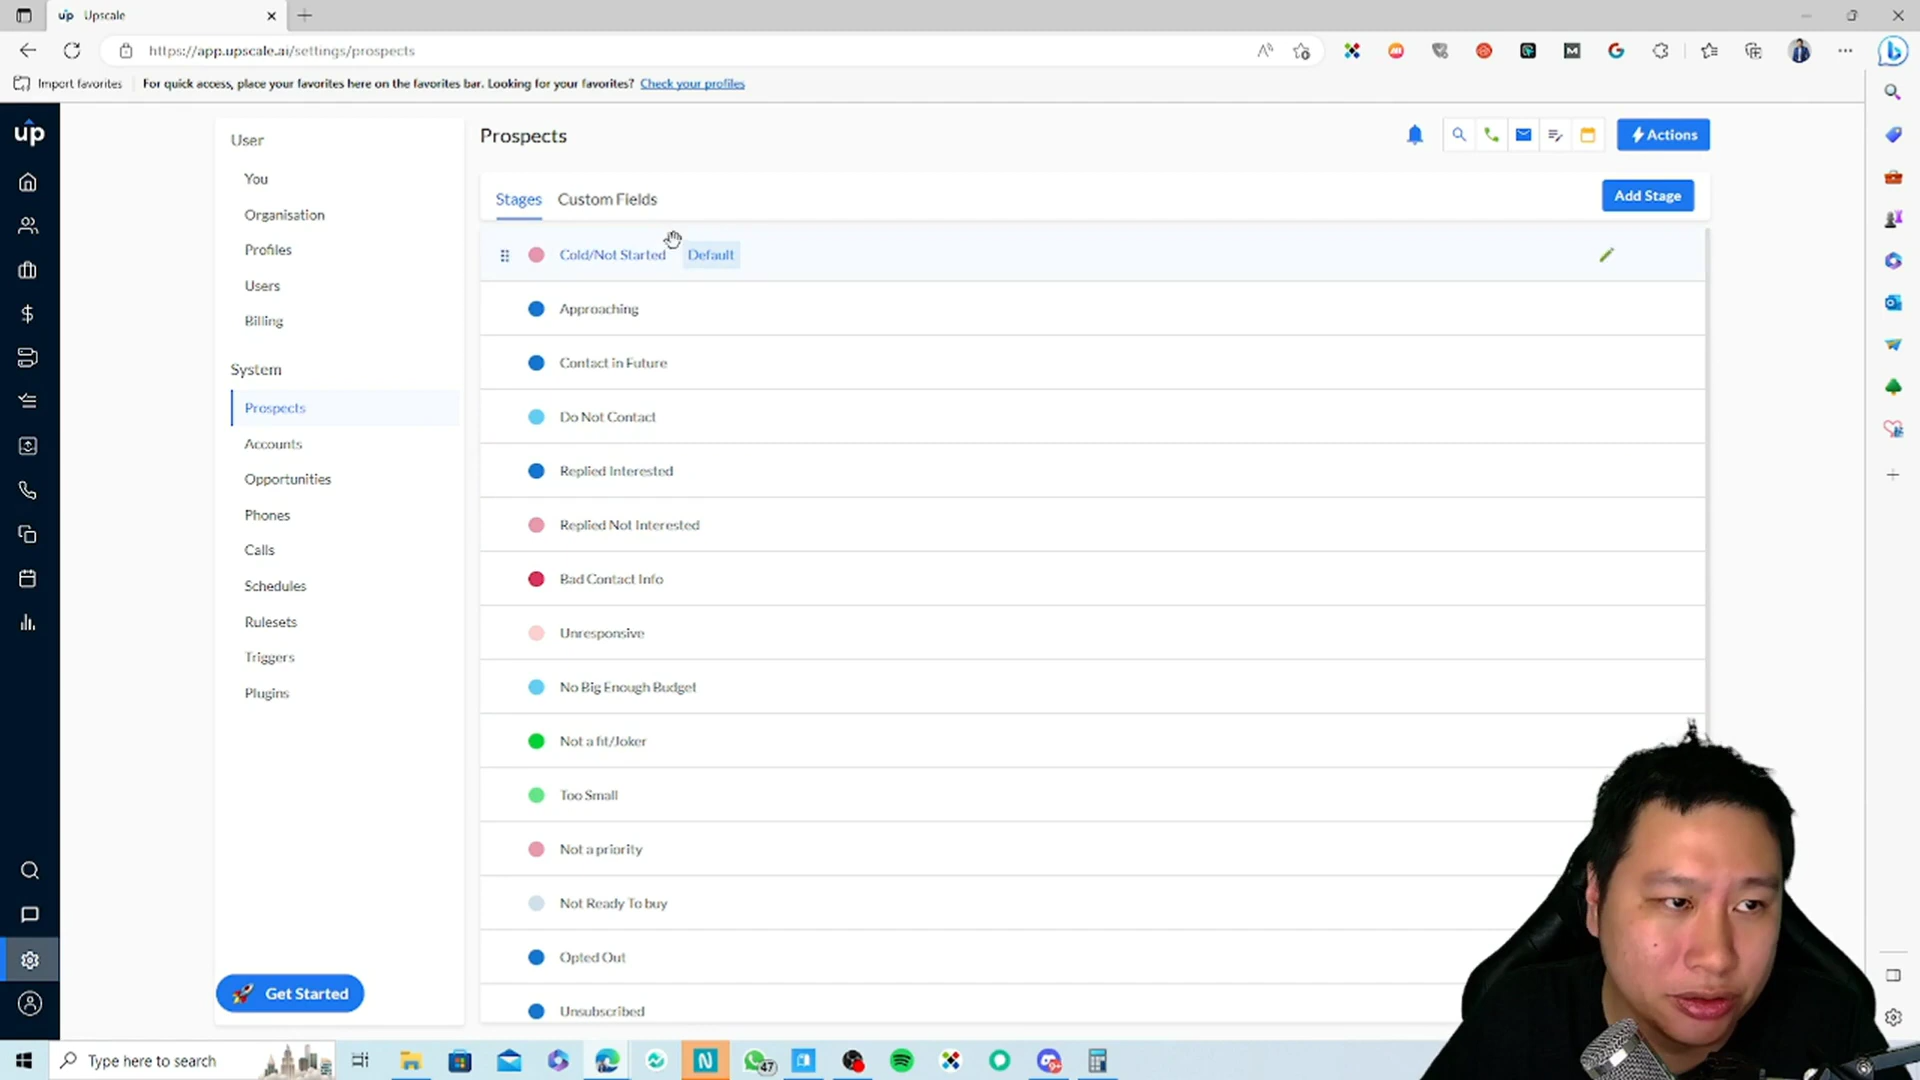 up Upscale
https://app.upscale.ai/settings/prospects
Import favorites For quick access, place your favorites here on the favorites bar. Looking for your favorites? Check your profiles
up
User
You
Organisation
Profiles
Users
Billing
System
Prospects
Accounts
Opportunities
Phones
Calls
Schedules
Rulesets
Triggers
Plugins
Get Started
Prospects
Actions
Stages Custom Fields Add Stage
Cold/Not Started Default
Approaching
Contact in Future
Do Not Contact
Replied Interested
Replied Not Interested
Bad Contact Info
Unresponsive
No Big Enough Budget
Not a fit/Joker
Too Small
Not a priority
Not Ready To buy
Opted Out
Unsubscribed
Type here to search
N
47